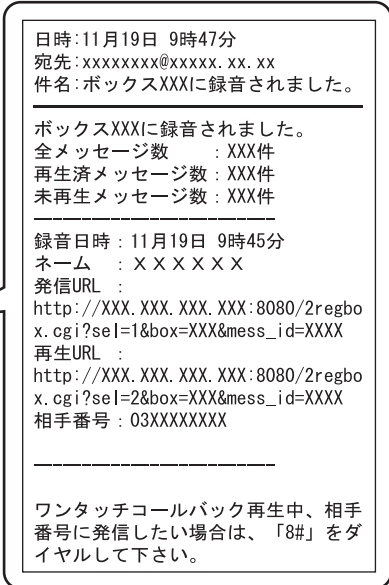 日時:11月19日 9時47分
宛先:xxxxxxxx@xxxxx.xx.xx
件名:ボックスXXXに録音されました。
ボックスXXXに録音されました。
全メッセージ数　　:XXX件
再生済メッセージ数:XXX件
未再生メッセージ数:XXX件
録音日時:11月19日 9時45分
ネーム　:ＸＸＸＸＸＸ
発信URL :
http://XXX.XXX.XXX.XXX:8080/2regbo
x.cgi?sel=1&box=XXX&mess_id=XXXX
再生URL :
http://XXX.XXX.XXX.XXX:8080/2regbo
x.cgi?sel=2&box=XXX&mess_id=XXXX
相手番号:03XXXXXXXX
ワンタッチコールバック再生中、相手
番号に発信したい場合は、「8#」をダ
イヤルして下さい。